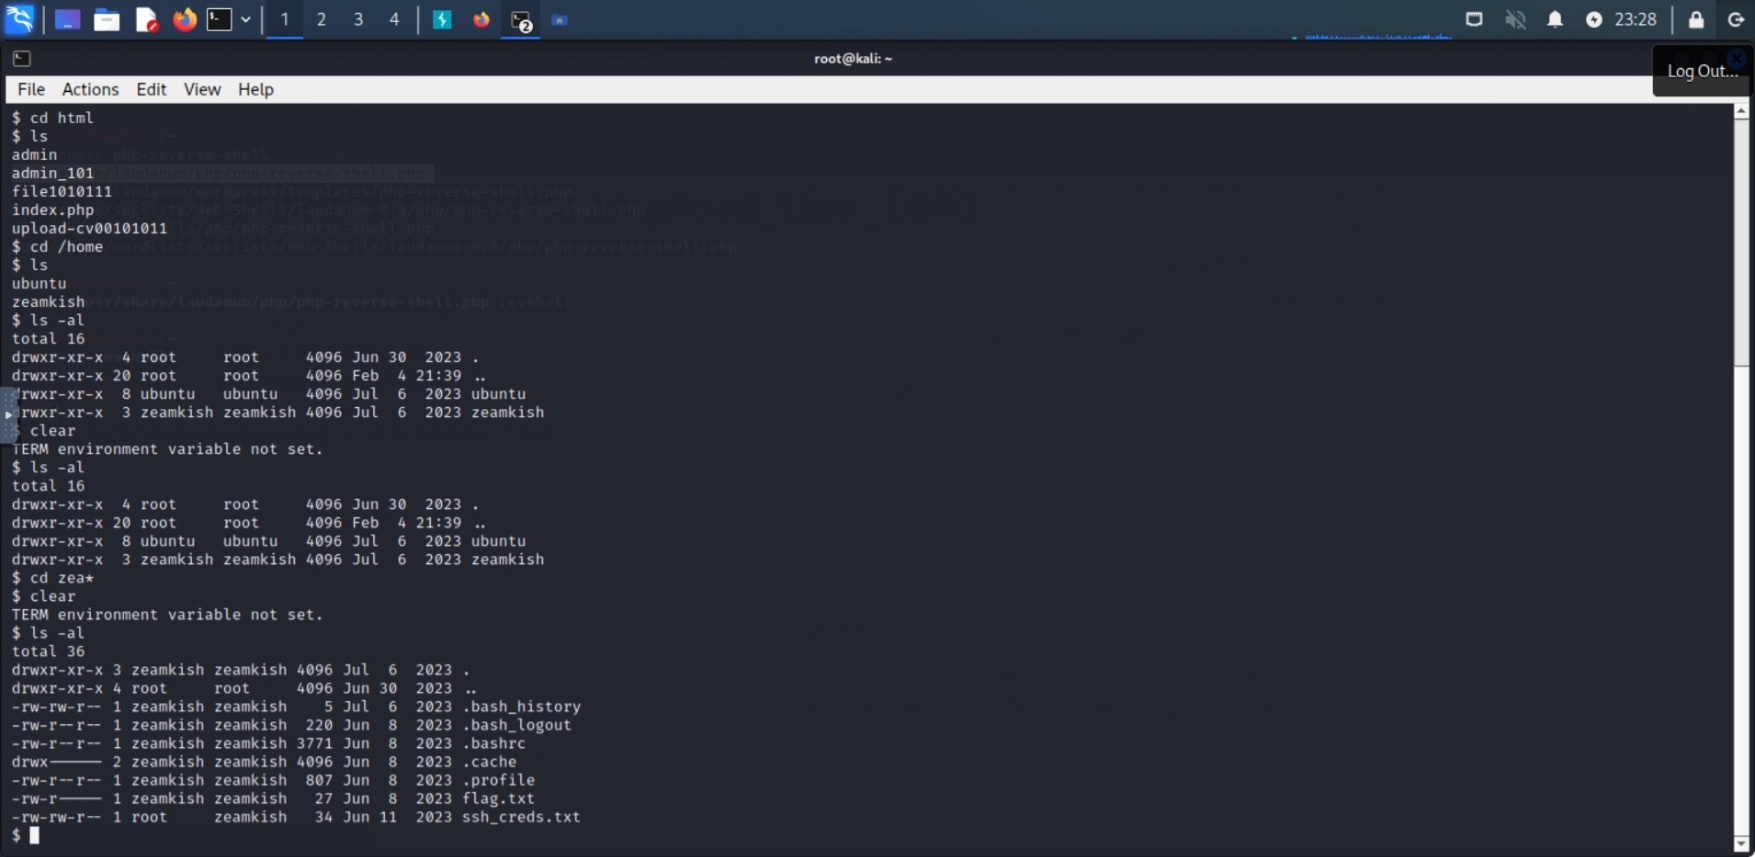 1 2 3 4 2 23:28
root@kali: ~
Log Out...
File Actions Edit View Help
$ cd html
$ ls
admin
admin_101
file1010111
index.php
upload-cv00101011
$ cd /home
$ ls
ubuntu
zeamkish
$ ls -al
total 16
drwxr-xr-x 4 root root 4096 Jun 30 2023 .
drwxr-xr-x 20 root root 4096 Feb 4 21:39 ..
drwxr-xr-x 8 ubuntu ubuntu 4096 Jul 6 2023 ubuntu
drwxr-xr-x 3 zeamkish zeamkish 4096 Jul 6 2023 zeamkish
$ clear
TERM environment variable not set.
$ ls -al
total 16
drwxr-xr-x 4 root root 4096 Jun 30 2023 .
drwxr-xr-x 20 root root 4096 Feb 4 21:39 ..
drwxr-xr-x 8 ubuntu ubuntu 4096 Jul 6 2023 ubuntu
drwxr-xr-x 3 zeamkish zeamkish 4096 Jul 6 2023 zeamkish
$ cd zea*
$ clear
TERM environment variable not set.
$ ls -al
total 36
drwxr-xr-x 3 zeamkish zeamkish 4096 Jul 6 2023 .
drwxr-xr-x 4 root root 4096 Jun 30 2023 ..
-rw-rw-r-- 1 zeamkish zeamkish 5 Jul 6 2023 .bash_history
-rw-r--r-- 1 zeamkish zeamkish 220 Jun 8 2023 .bash_logout
-rw-r--r-- 1 zeamkish zeamkish 3771 Jun 8 2023 .bashrc
drwx------ 2 zeamkish zeamkish 4096 Jun 8 2023 .cache
-rw-r--r-- 1 zeamkish zeamkish 807 Jun 8 2023 .profile
-rw-r----- 1 zeamkish zeamkish 27 Jun 8 2023 flag.txt
-rw-rw-r-- 1 root zeamkish 34 Jun 11 2023 ssh_creds.txt
$